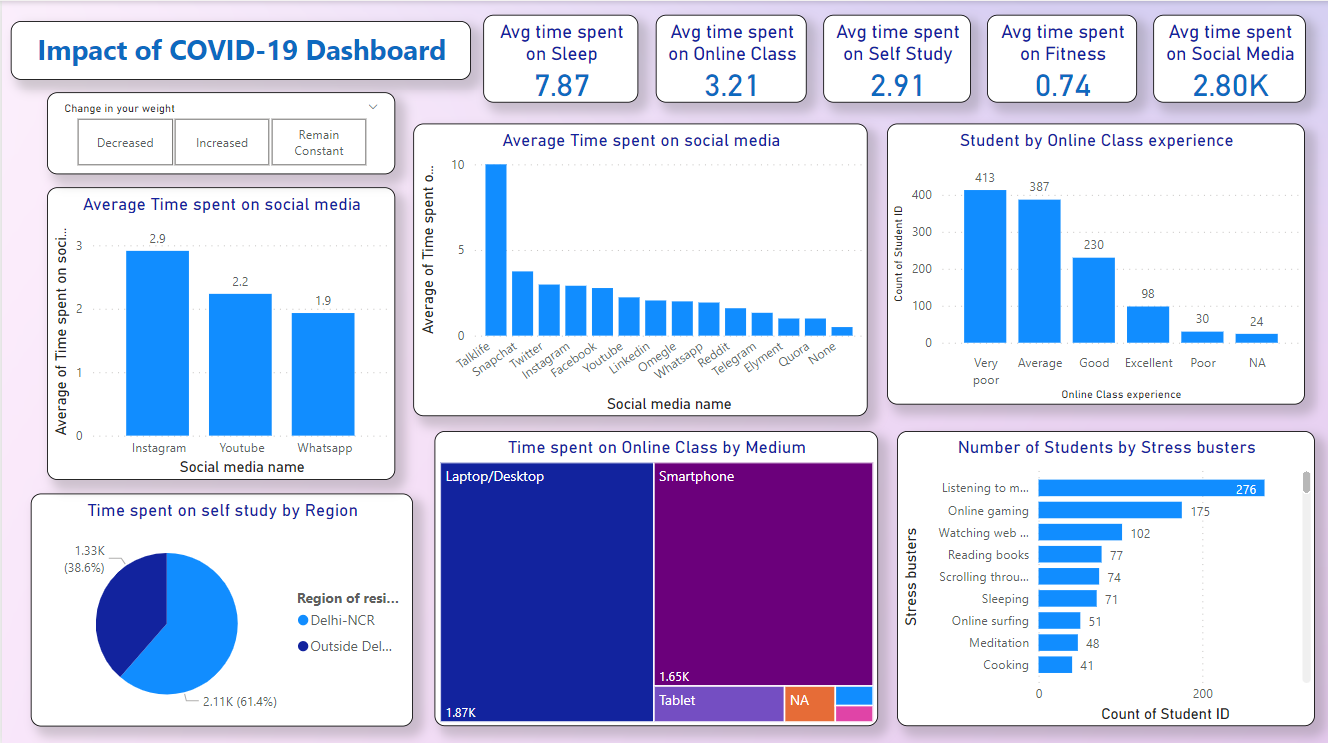 Impact of COVID-19 Dashboard
Avg time spent
on Sleep
7.87
Avg time spent
on Online Class
3.21
Avg time spent
on Self Study
2.91
Avg time spent
on Fitness
0.74
Avg time spent
on Social Media
2.80K
Change in your weight
Decreased
Increased
Remain
Constant
Average Time spent on social media
Average of Time spent on soci...
3
2
1
0
2.9
2.2
1.9
Instagram
Youtube
Whatsapp
Social media name
Average Time spent on social media
Average of Time spent o...
10
5
0
Talklife
Snapchat
Twitter
Instagram
Facebook
Youtube
Linkedin
Omegle
Whatsapp
Reddit
Telegram
Elyment
Quora
None
Social media name
Student by Online Class experience
Count of Student ID
400
300
200
100
0
413
387
230
98
30
24
Very
poor
Average
Good
Excellent
Poor
NA
Online Class experience
Time spent on self study by Region
1.33K
(38.6%)
2.11K (61.4%)
Region of resi...
Delhi-NCR
Outside Del...
Time spent on Online Class by Medium
Laptop/Desktop
1.87K
Smartphone
1.65K
Tablet
NA
Number of Students by Stress busters
Stress busters
Listening to m... 276
Online gaming 175
Watching web ... 102
Reading books 77
Scrolling throu... 74
Sleeping 71
Online surfing 51
Meditation 48
Cooking 41
0 200
Count of Student ID